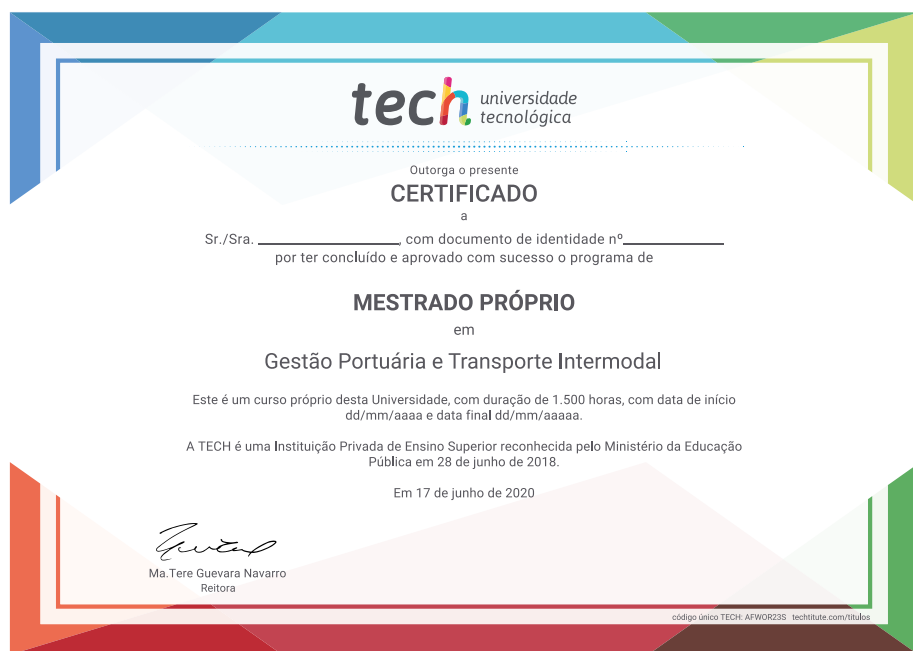 tech universidade
tecnológica
Outorga o presente
CERTIFICADO
a
Sr./Sra. ____________________, com documento de identidade nº______________
por ter concluído e aprovado com sucesso o programa de
MESTRADO PRÓPRIO
em
Gestão Portuária e Transporte Intermodal
Este é um curso próprio desta Universidade, com duração de 1.500 horas, com data de início
dd/mm/aaaa e data final dd/mm/aaaaa.
A TECH é uma Instituição Privada de Ensino Superior reconhecida pelo Ministério da Educação
Pública em 28 de junho de 2018.
Em 17 de junho de 2020
Ma.Tere Guevara Navarro
Reitora
código único TECH: AFWOR23S techtitute.com/titulos